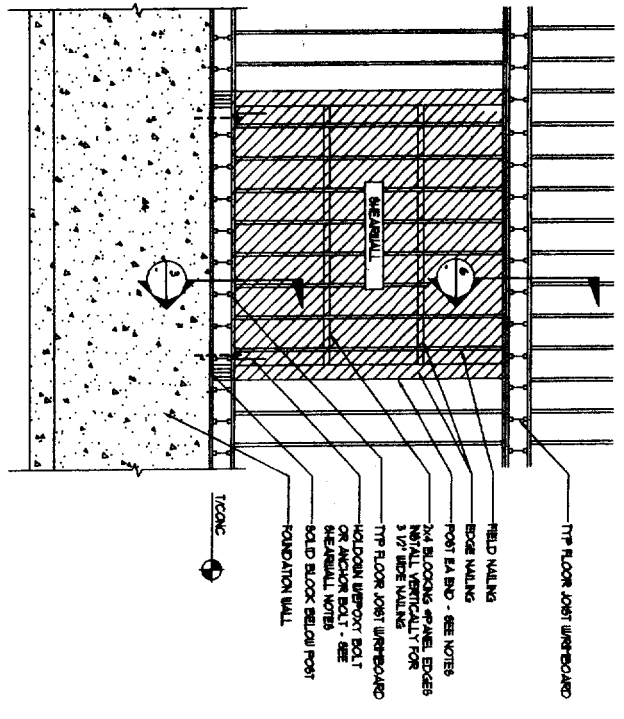 TYP FLOOR JOIST W/RIMBOARD
FIELD NAILING
EDGE NAILING
POST EA END - SEE NOTES
2x4 BLOCKING @PANEL EDGES
INSTALL VERTICALLY FOR
3 1/2" WIDE NAILING
TYP FLOOR JOIST W/RIMBOARD
HOLDOWN W/EPOXY BOLT
OR ANCHOR BOLT - SEE
SHEARWALL NOTES
SOLID BLOCK BELOW POST
FOUNDATION WALL
T/CONC
SHEARWALL
6
3